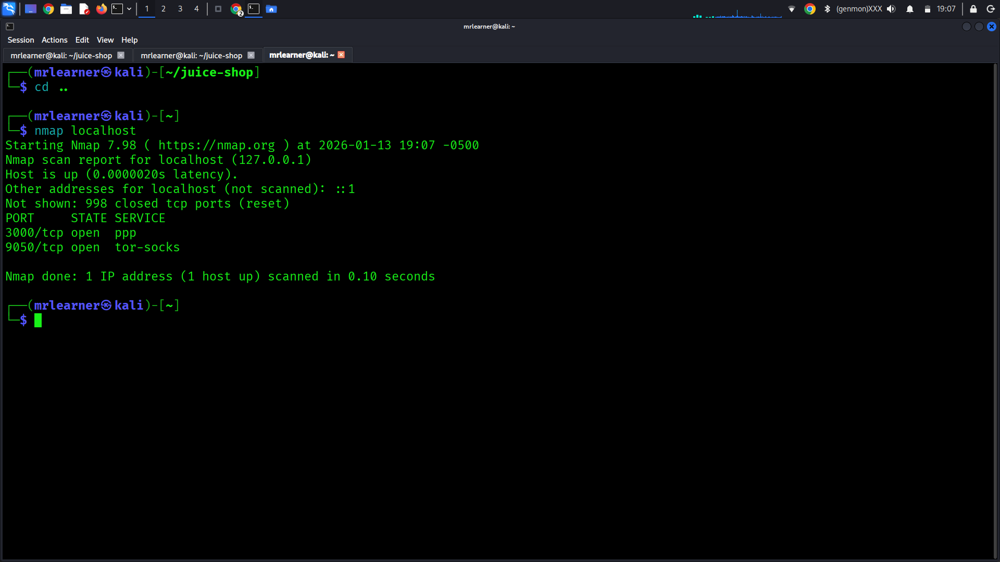 1 2 3 4 2 (genmon)XXX 19:07
mrlearner@kali: ~
Session Actions Edit View Help
mrlearner@kali: ~/juice-shop mrlearner@kali: ~/juice-shop mrlearner@kali: ~
┌──(mrlearner㉿kali)-[~/juice-shop]
└─$ cd ..
┌──(mrlearner㉿kali)-[~]
└─$ nmap localhost
Starting Nmap 7.98 ( https://nmap.org ) at 2026-01-13 19:07 -0500
Nmap scan report for localhost (127.0.0.1)
Host is up (0.0000020s latency).
Other addresses for localhost (not scanned): ::1
Not shown: 998 closed tcp ports (reset)
PORT     STATE SERVICE
3000/tcp open  ppp
9050/tcp open  tor-socks
Nmap done: 1 IP address (1 host up) scanned in 0.10 seconds
┌──(mrlearner㉿kali)-[~]
└─$